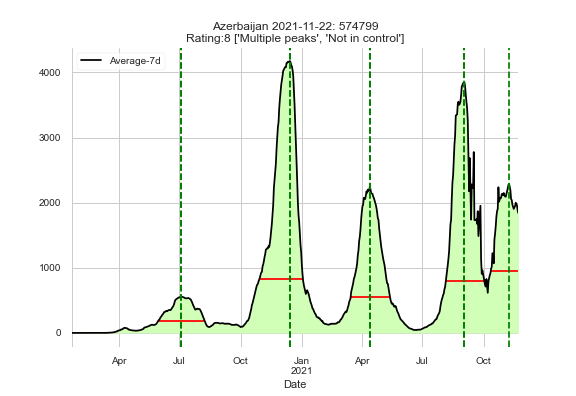 Azerbaijan 2021-11-22: 574799
Rating:8 ['Multiple peaks', 'Not in control']
Average-7d
4000
3000
2000
1000
0
Apr Jul Oct Jan Apr Jul Oct
2021
Date